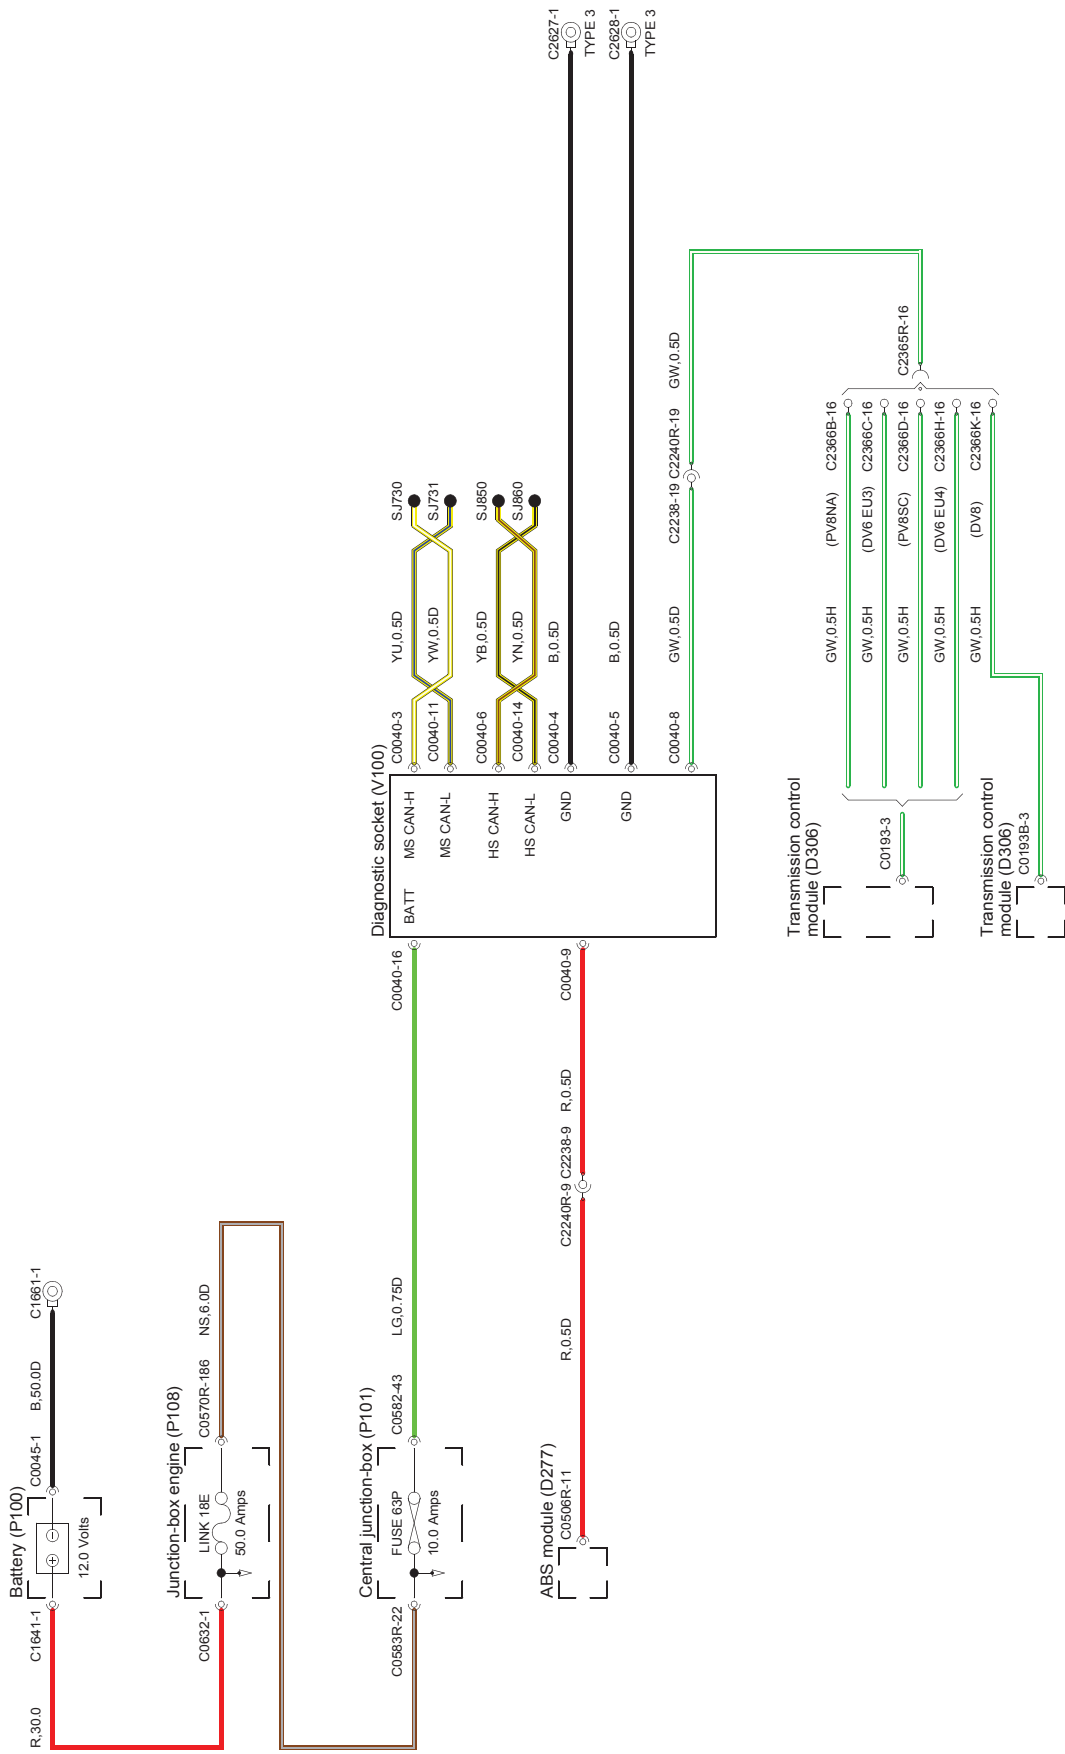 Battery (P100)
12.0 Volts
C1641-1
R,30.0
C0045-1
B,50.0D
C1661-1
Junction-box engine (P108)
LINK 18E
50.0 Amps
C0632-1
C0570R-186
NS,6.0D
Central junction-box (P101)
FUSE 63P
10.0 Amps
C0583R-22
C0582-43
LG,0.75D
C0040-16
ABS module (D277)
C0506R-11
R,0.5D
C2240R-9
C2238-9
R,0.5D
C0040-9
Diagnostic socket (V100)
BATT
MS CAN-H
MS CAN-L
HS CAN-H
HS CAN-L
GND
GND
C0040-3
YU,0.5D
SJ730
C0040-11
YW,0.5D
SJ731
C0040-6
YB,0.5D
SJ850
C0040-14
YN,0.5D
SJ860
C0040-4
B,0.5D
C2627-1
TYPE 3
C0040-5
B,0.5D
C2628-1
TYPE 3
C0040-8
GW,0.5D
C2238-19
C2240R-19
GW,0.5D
C2365R-16
GW,0.5H
(PV8NA)
C2366B-16
GW,0.5H
(DV6 EU3)
C2366C-16
GW,0.5H
(PV8SC)
C2366D-16
GW,0.5H
(DV6 EU4)
C2366H-16
GW,0.5H
(DV8)
C2366K-16
Transmission control
module (D306)
C0193-3
Transmission control
module (D306)
C0193B-3